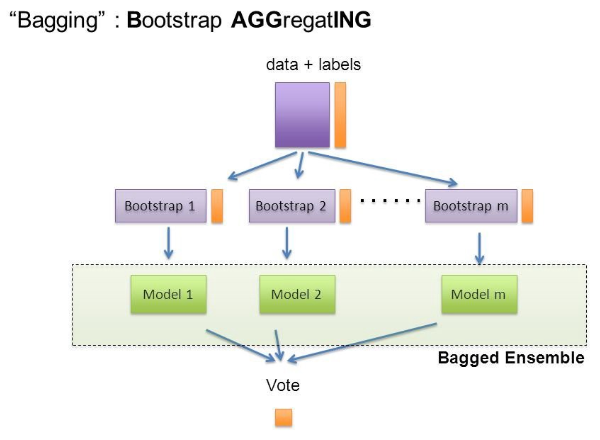 “Bagging” : Bootstrap AGGregatING
data + labels
Bootstrap 1
Bootstrap 2
......
Bootstrap m
Model 1
Model 2
Model m
Bagged Ensemble
Vote